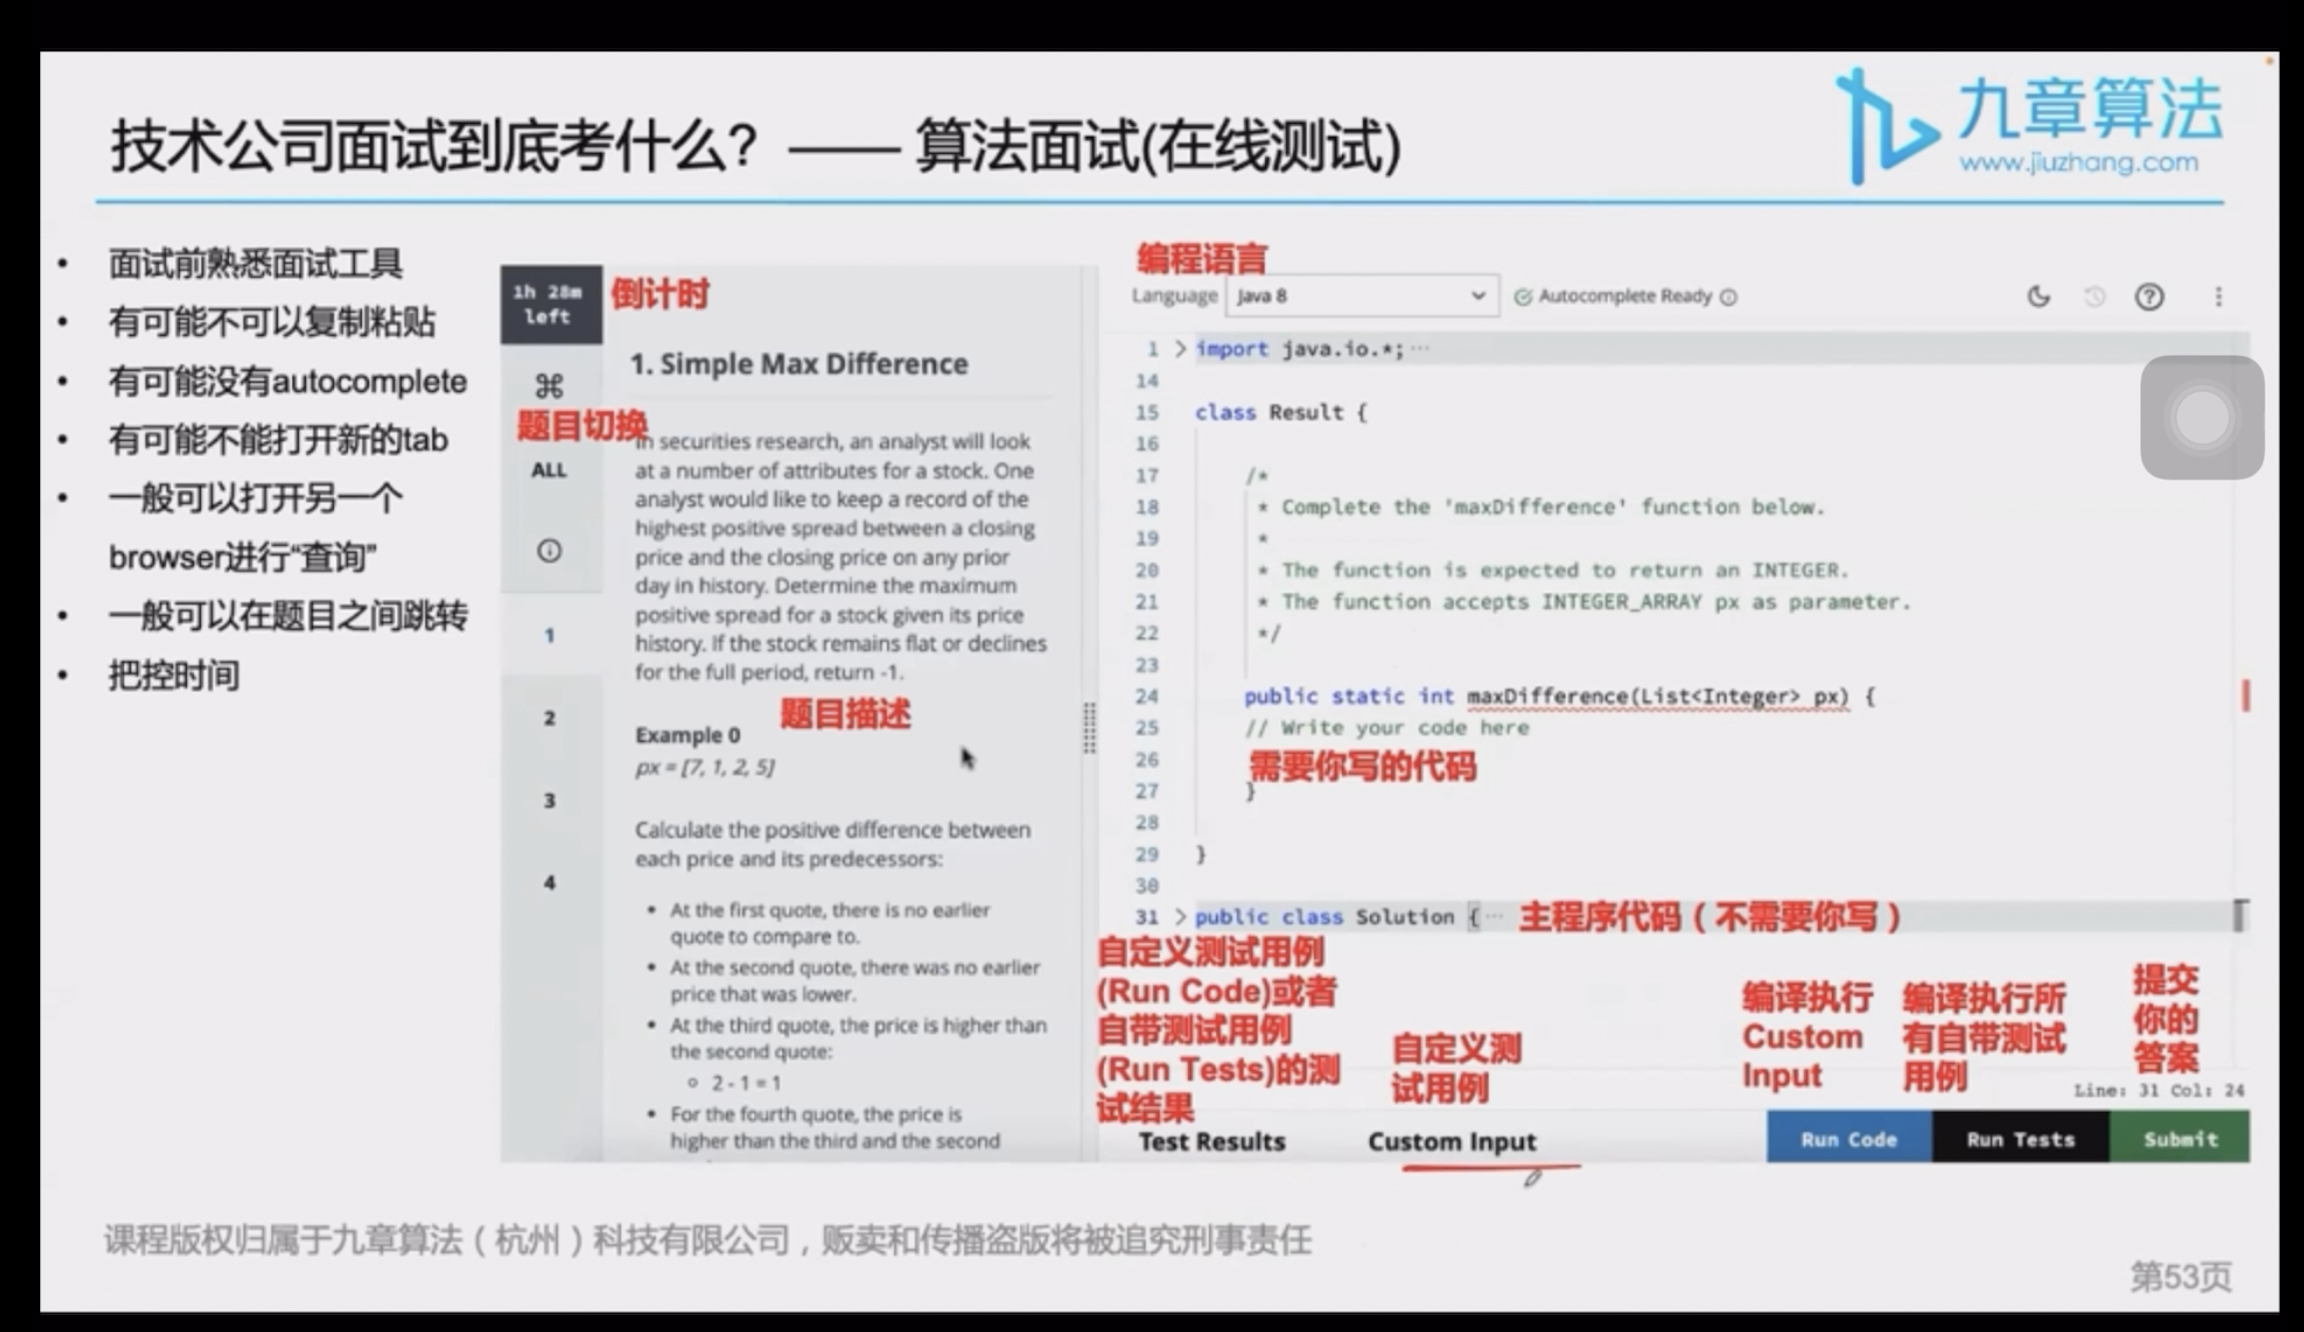 技术公司面试到底考什么？ —— 算法面试(在线测试)
九章算法
www.jiuzhang.com
• 面试前熟悉面试工具
• 有可能不可以复制粘贴
• 有可能没有autocomplete
• 有可能不能打开新的tab
• 一般可以打开另一个
browser进行“查询”
• 一般可以在题目之间跳转
• 把控时间
1h 28m
left
倒计时
题目切换
ALL
1
2
3
4
1. Simple Max Difference
In securities research, an analyst will look
at a number of attributes for a stock. One
analyst would like to keep a record of the
highest positive spread between a closing
price and the closing price on any prior
day in history. Determine the maximum
positive spread for a stock given its price
history. If the stock remains flat or declines
for the full period, return -1.
题目描述
Example 0
px = [7, 1, 2, 5]
Calculate the positive difference between
each price and its predecessors:
• At the first quote, there is no earlier
quote to compare to.
• At the second quote, there was no earlier
price that was lower.
• At the third quote, the price is higher than
the second quote:
○ 2 - 1 = 1
• For the fourth quote, the price is
higher than the third and the second
编程语言
Language Java 8 Autocomplete Ready
1 > import java.io.*;···
14
15 class Result {
16
17 /*
18 * Complete the 'maxDifference' function below.
19 *
20 * The function is expected to return an INTEGER.
21 * The function accepts INTEGER_ARRAY px as parameter.
22 */
23
24 public static int maxDifference(List<Integer> px) {
25 // Write your code here
26 需要你写的代码
27 }
28
29 }
30
31 > public class Solution {··· 主程序代码（不需要你写）
自定义测试用例
(Run Code)或者
自带测试用例
(Run Tests)的测
试结果
自定义测
试用例
编译执行
Custom
Input
编译执行所
有自带测试
用例
提交
你的
答案
Line: 31 Col: 24
Test Results Custom Input Run Code Run Tests Submit
课程版权归属于九章算法（杭州）科技有限公司，贩卖和传播盗版将被追究刑事责任
第53页